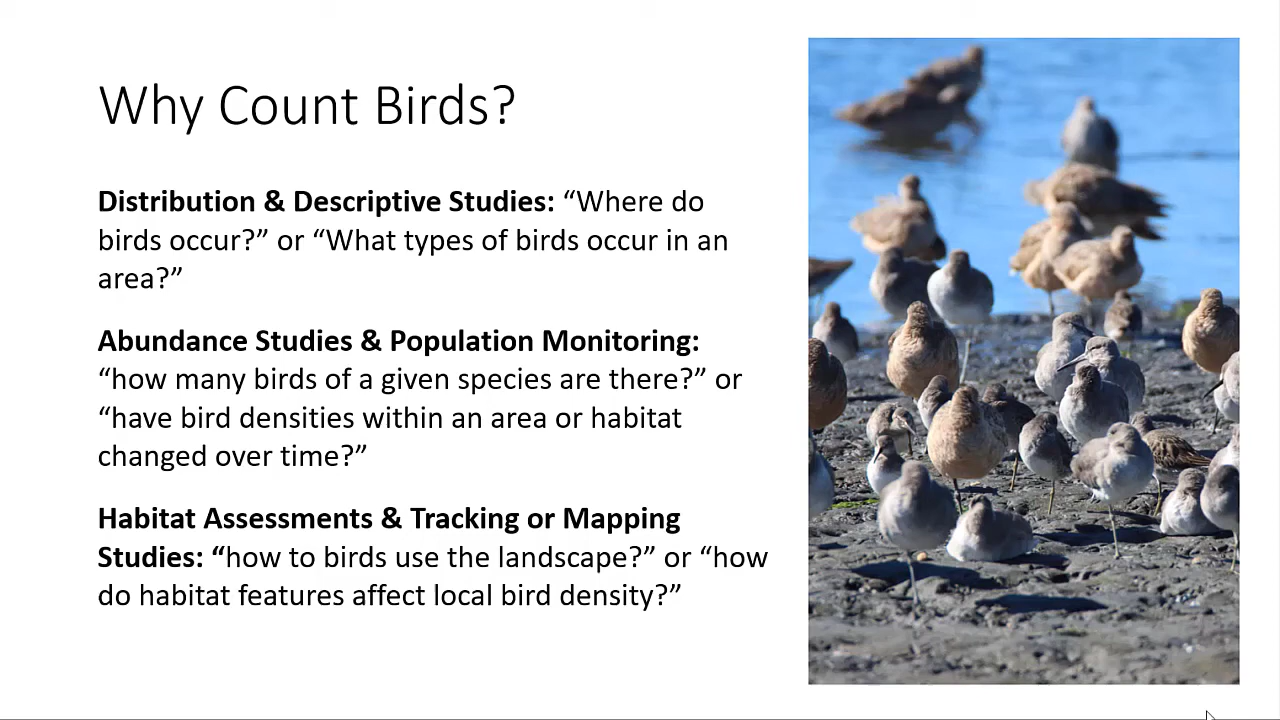 Why Count Birds?
Distribution & Descriptive Studies: “Where do
birds occur?” or “What types of birds occur in an
area?”
Abundance Studies & Population Monitoring:
“how many birds of a given species are there?” or
“have bird densities within an area or habitat
changed over time?”
Habitat Assessments & Tracking or Mapping
Studies: “how to birds use the landscape?” or “how
do habitat features affect local bird density?”